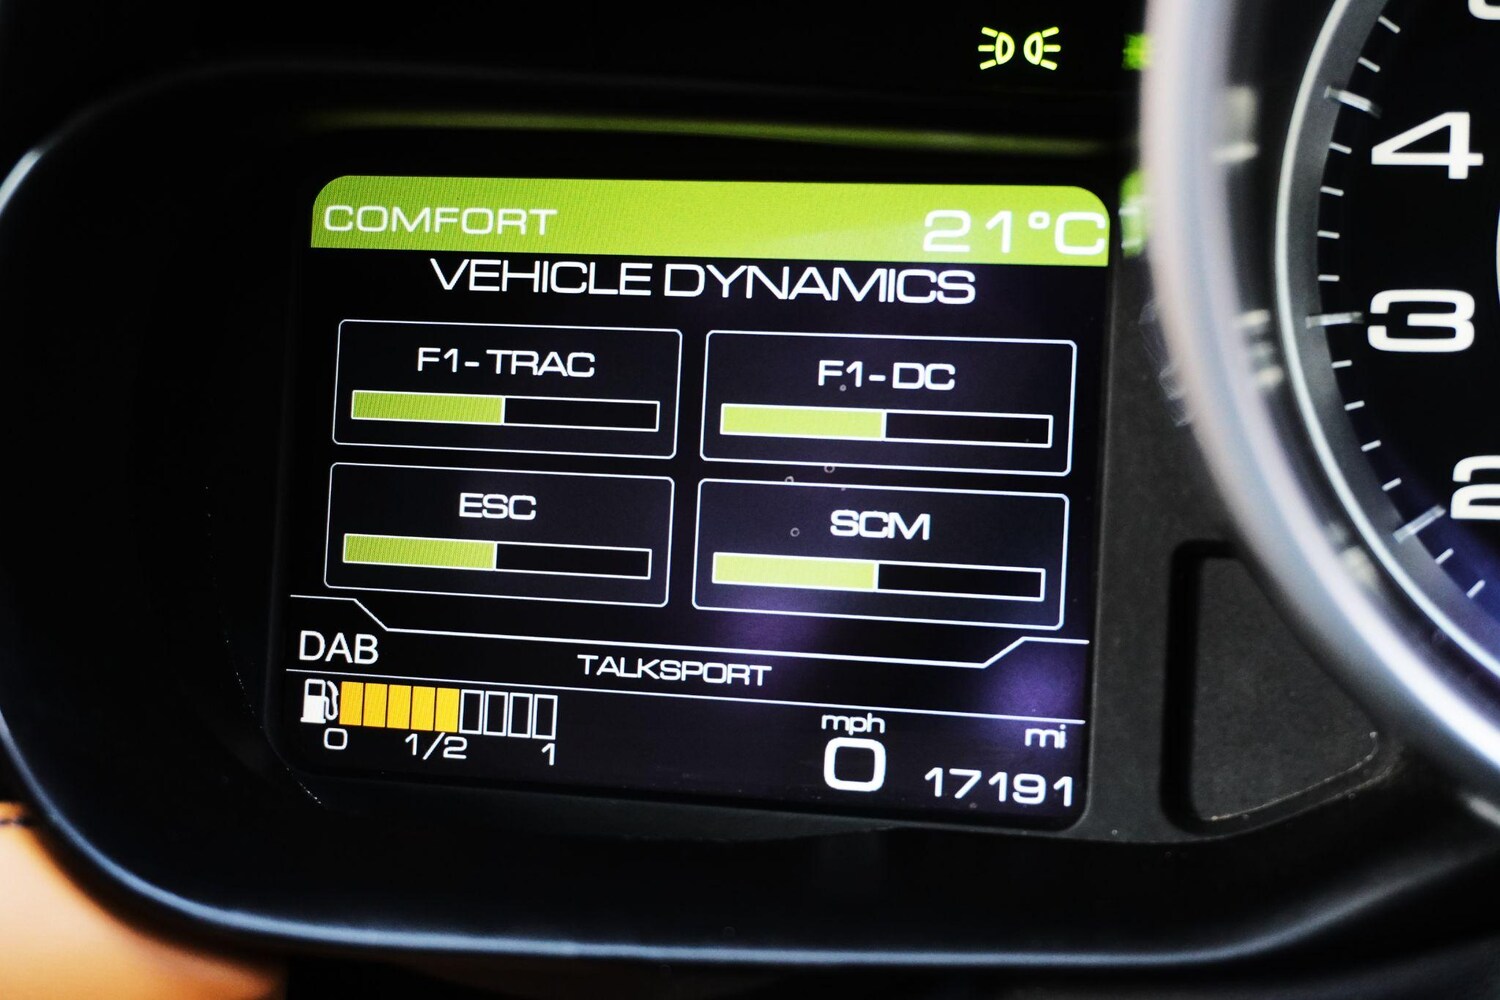 COMFORT 21°C
VEHICLE DYNAMICS
F1-TRAC F1-DC
ESC SCM
DAB TALKSPORT
0 1/2 1
mph mi
0 17191
4
3
2